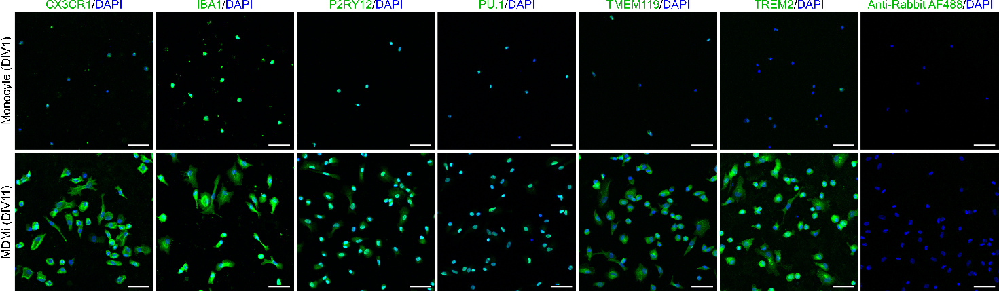 CX3CR1/DAPI IBA1/DAPI P2RY12/DAPI PU.1/DAPI TMEM119/DAPI TREM2/DAPI Anti-Rabbit AF488/DAPI
Monocyte (DIV1)
MDMi (DIV11)